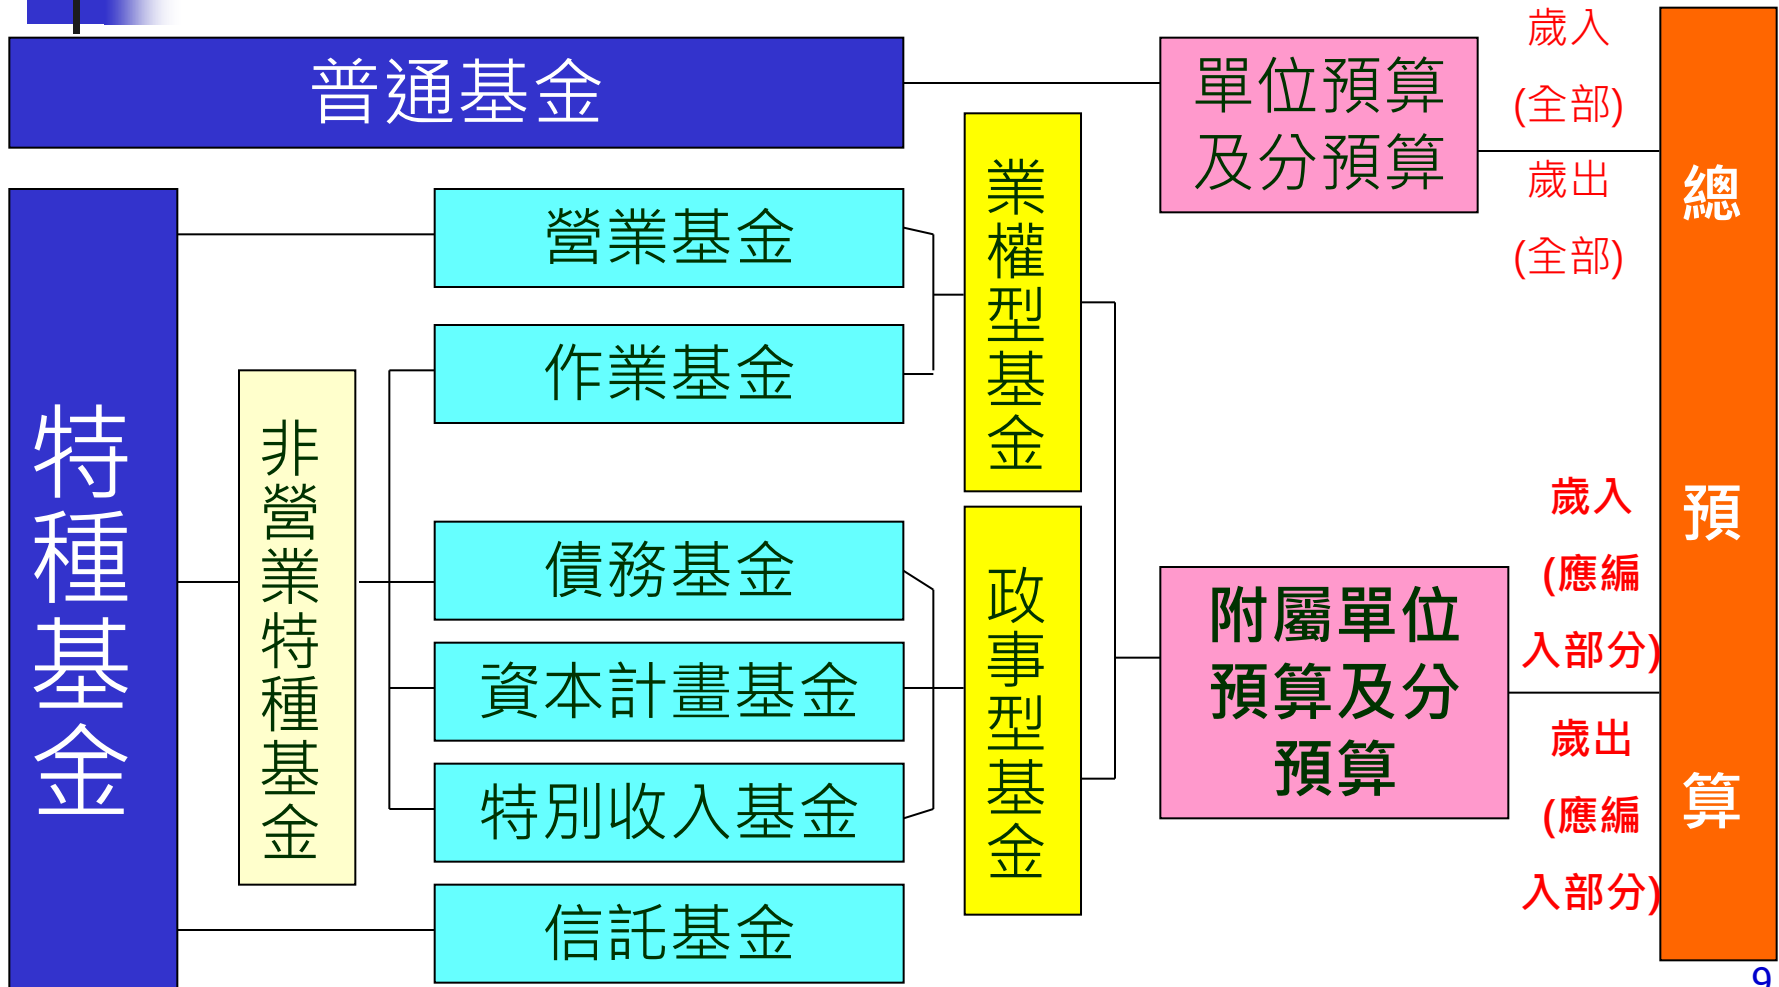 普通基金
單位預算
及分預算
歲入
(全部)
歲出
(全部)
總預算
特種基金
營業基金
作業基金
業權型基金
非營業特種基金
債務基金
資本計畫基金
特別收入基金
信託基金
政事型基金
附屬單位
預算及分
預算
歲入
(應編
入部分)
歲出
(應編
入部分)
9